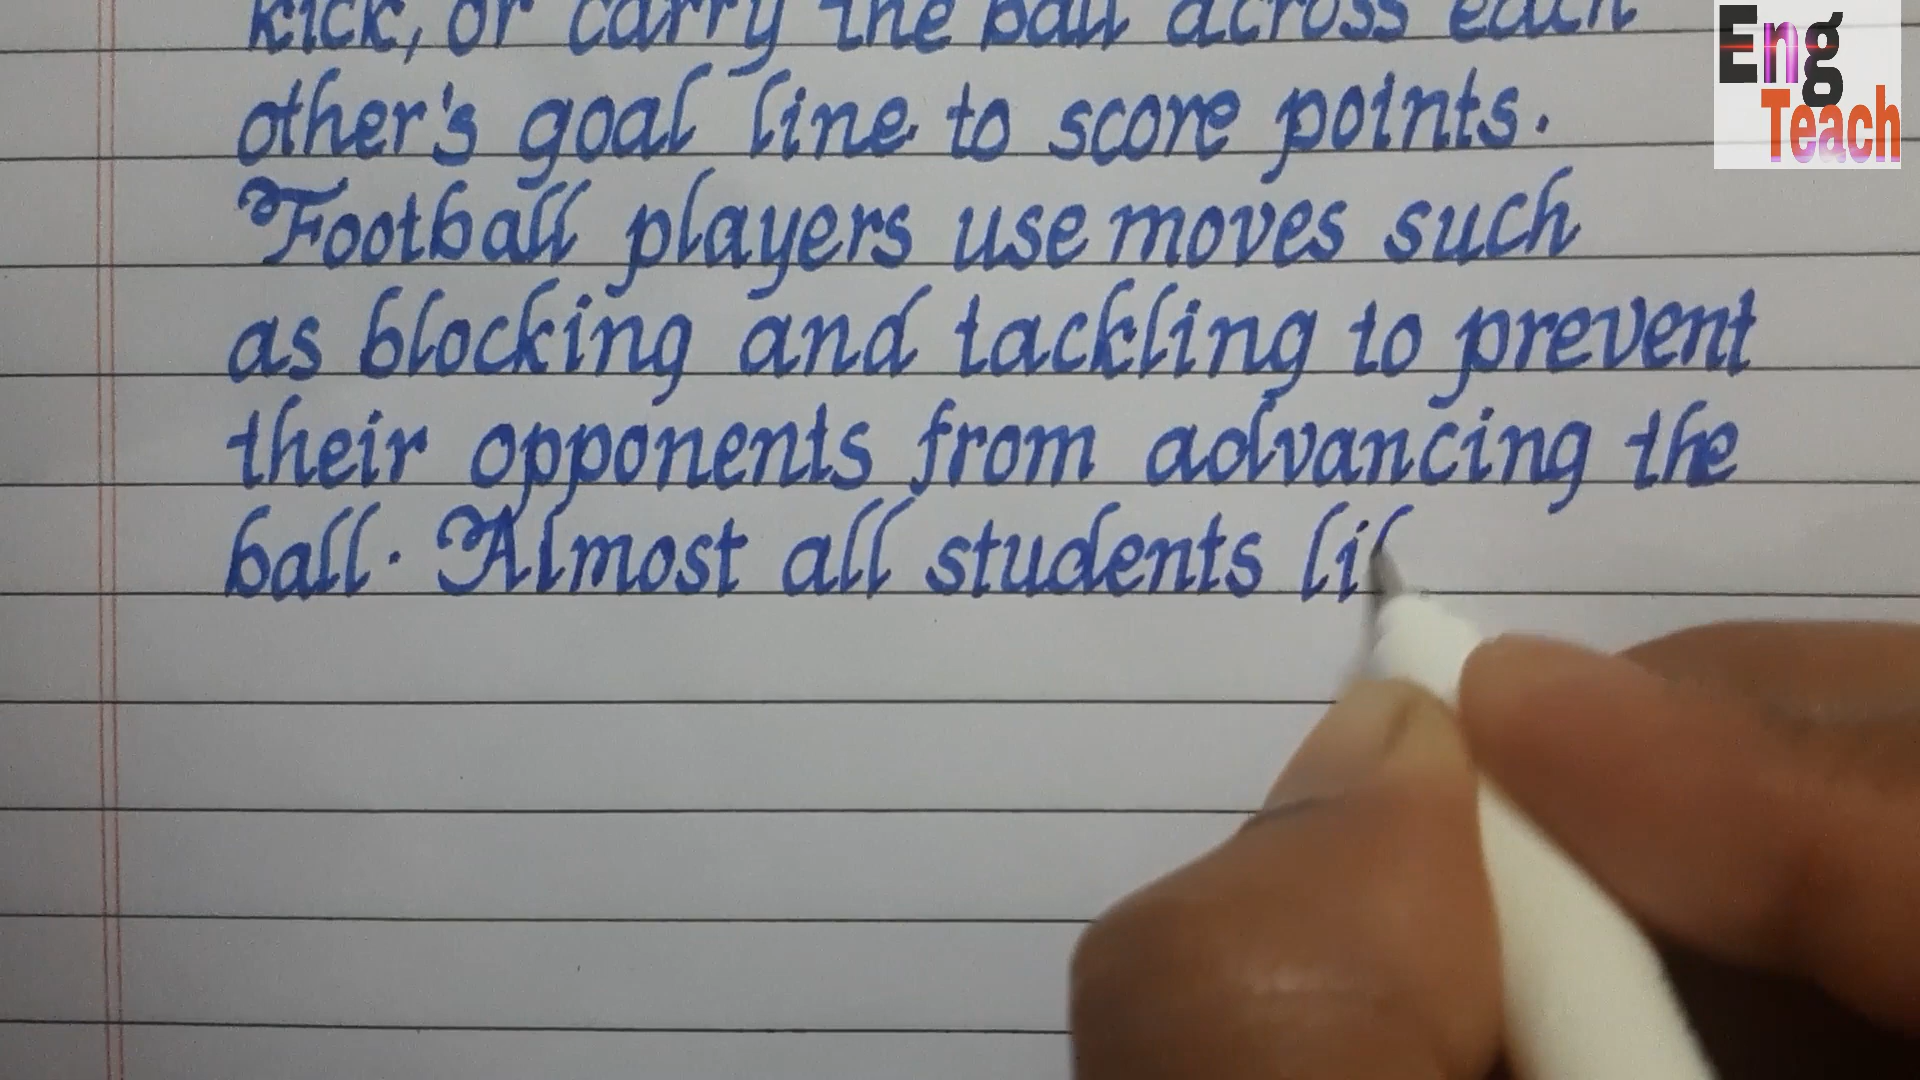 kick, or carry the ball across each
other's goal line to score points.
Football players use moves such
as blocking and tackling to prevent
their opponents from advancing the
ball. Almost all students
Eng
Teach